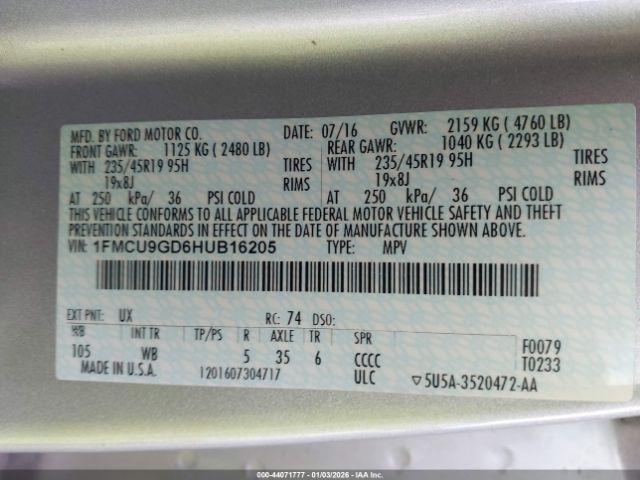 MFD. BY FORD MOTOR CO.
DATE: 07/16 GVWR: 2159 KG ( 4760 LB)
FRONT GAWR: 1125 KG ( 2480 LB)
REAR GAWR: 1040 KG ( 2293 LB)
WITH 235/45R19 95H TIRES
WITH 235/45R19 95H TIRES
19x8J RIMS
19x8J RIMS
AT 250 kPa/ 36 PSI COLD
AT 250 kPa/ 36 PSI COLD
THIS VEHICLE CONFORMS TO ALL APPLICABLE FEDERAL MOTOR VEHICLE SAFETY AND THEFT
PREVENTION STANDARDS IN EFFECT ON THE DATE OF MANUFACTURE SHOWN ABOVE.
VIN: 1FMCU9GD6HUB16205 TYPE: MPV
EXT PNT: UX RC: 74 DSO:
WB INT TR TP/PS R AXLE TR SPR F0079
105 WB 5 35 6 CCCC T0233
MADE IN U.S.A. 1201607304717 ULC ▽5U5A-3520472-AA
000-44071777 - 01/03/2026 - IAA Inc.